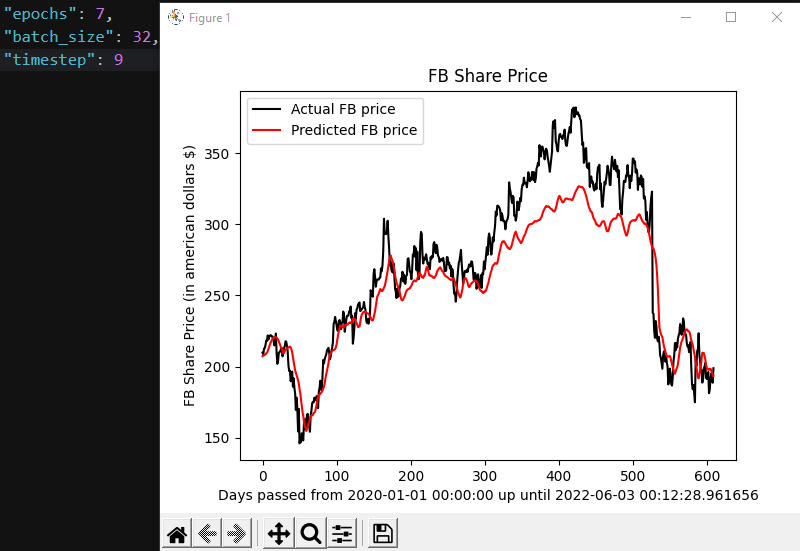 "epochs": 7,
"batch_size": 32,
"timestep": 9
Figure 1
FB Share Price
Actual FB price
Predicted FB price
FB Share Price (in american dollars $)
350
300
250
200
150
0 100 200 300 400 500 600
Days passed from 2020-01-01 00:00:00 up until 2022-06-03 00:12:28.961656